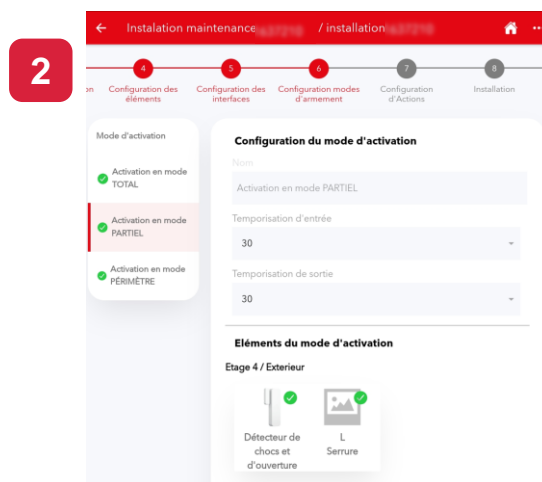 2
Instalation maintenance / installation
4 5 6 7 8
on Configuration des éléments Configuration des interfaces Configuration modes d'armement Configuration d'Actions Installation
Mode d'activation
Activation en mode
TOTAL
Activation en mode
PARTIEL
Activation en mode
PÉRIMÈTRE
Configuration du mode d'activation
Nom
Activation en mode PARTIEL
Temporisation d'entrée
30
Temporisation de sortie
30
Eléments du mode d'activation
Etage 4 / Exterieur
Détecteur de
chocs et
d'ouverture
L
Serrure